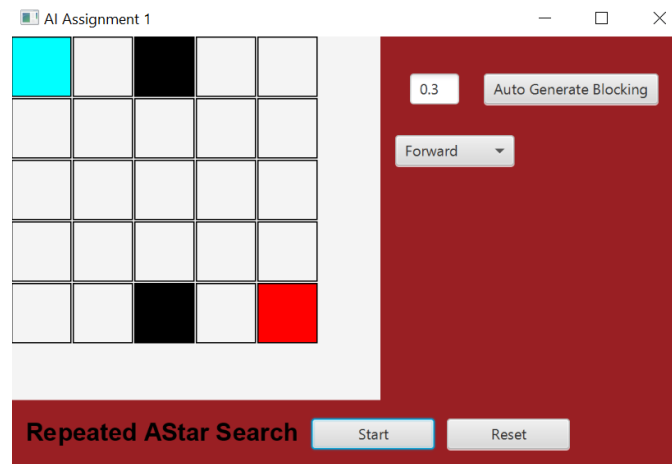 AI Assignment 1
0.3 Auto Generate Blocking
Forward
Repeated AStar Search Start Reset